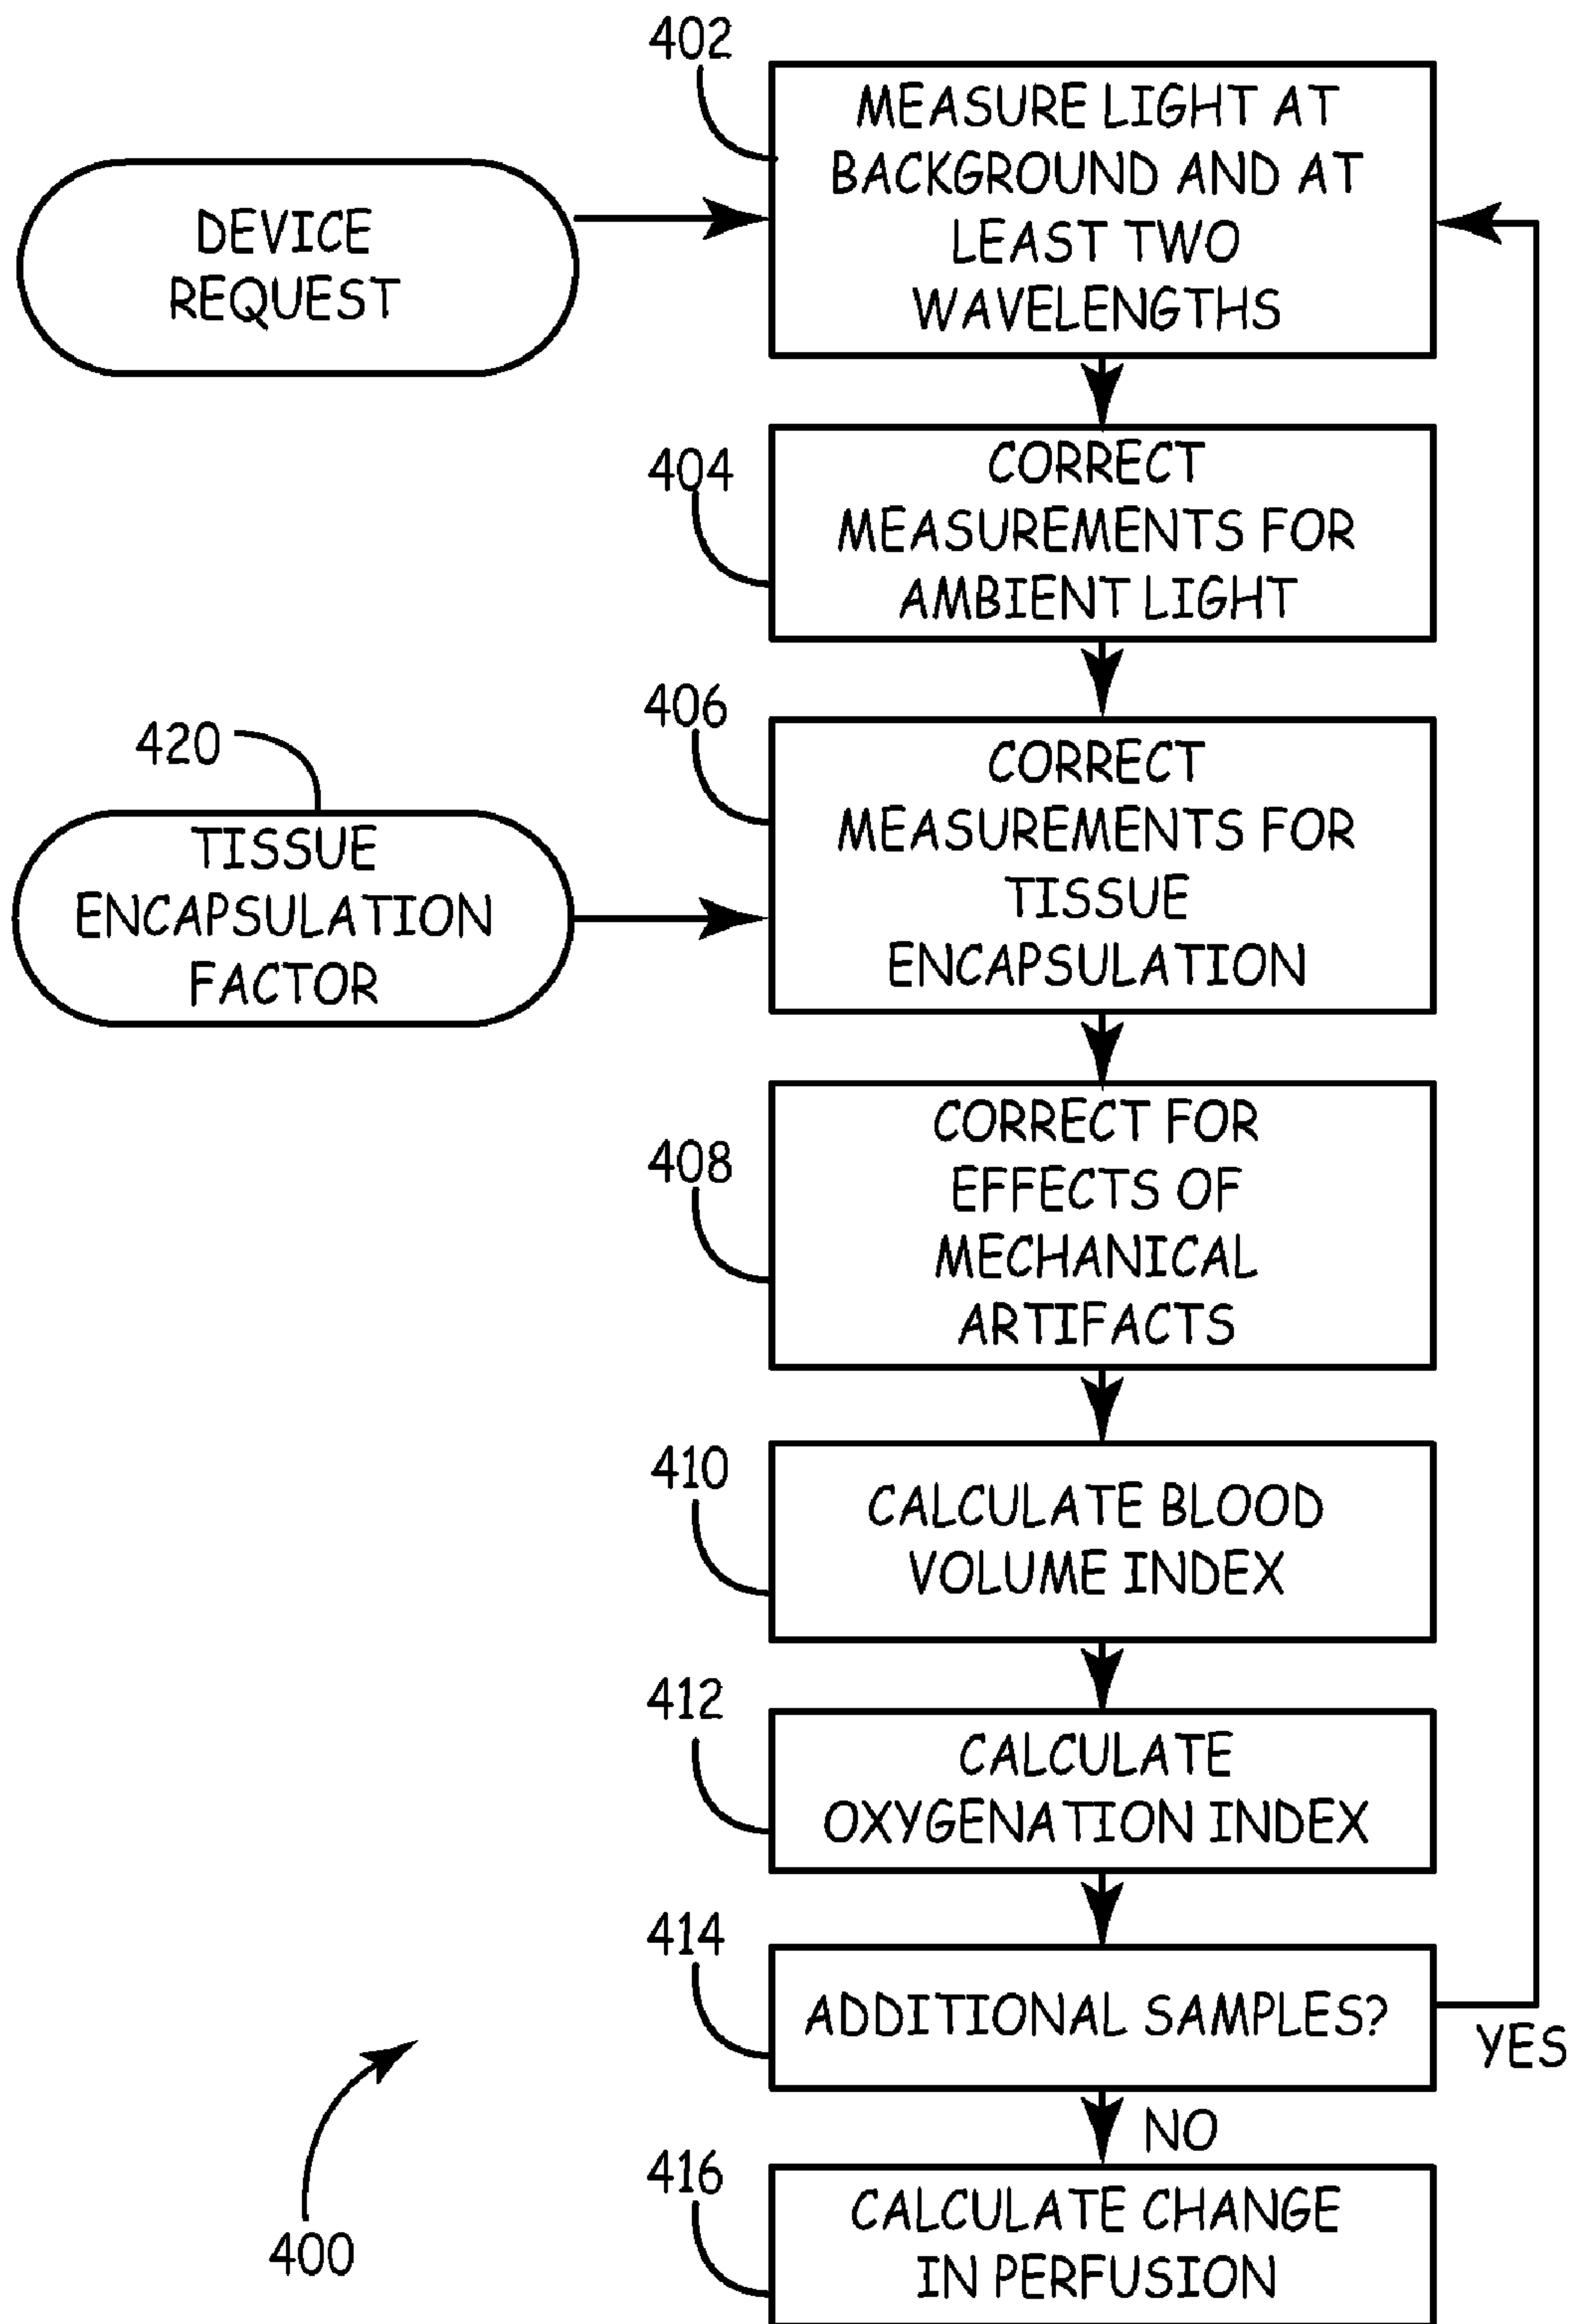 402
MEASURE LIGHT AT
BACKGROUND AND AT
LEAST TWO
WAVELENGTHS
DEVICE
REQUEST
404
CORRECT
MEASUREMENTS FOR
AMBIENT LIGHT
406
CORRECT
MEASUREMENTS FOR
TISSUE
ENCAPSULATION
420
TISSUE
ENCAPSULATION
FACTOR
408
CORRECT FOR
EFFECTS OF
MECHANICAL
ARTIFACTS
410
CALCULATE BLOOD
VOLUME INDEX
412
CALCULATE
OXYGENATION INDEX
414
ADDITIONAL SAMPLES?
YES
NO
416
CALCULATE CHANGE
IN PERFUSION
400